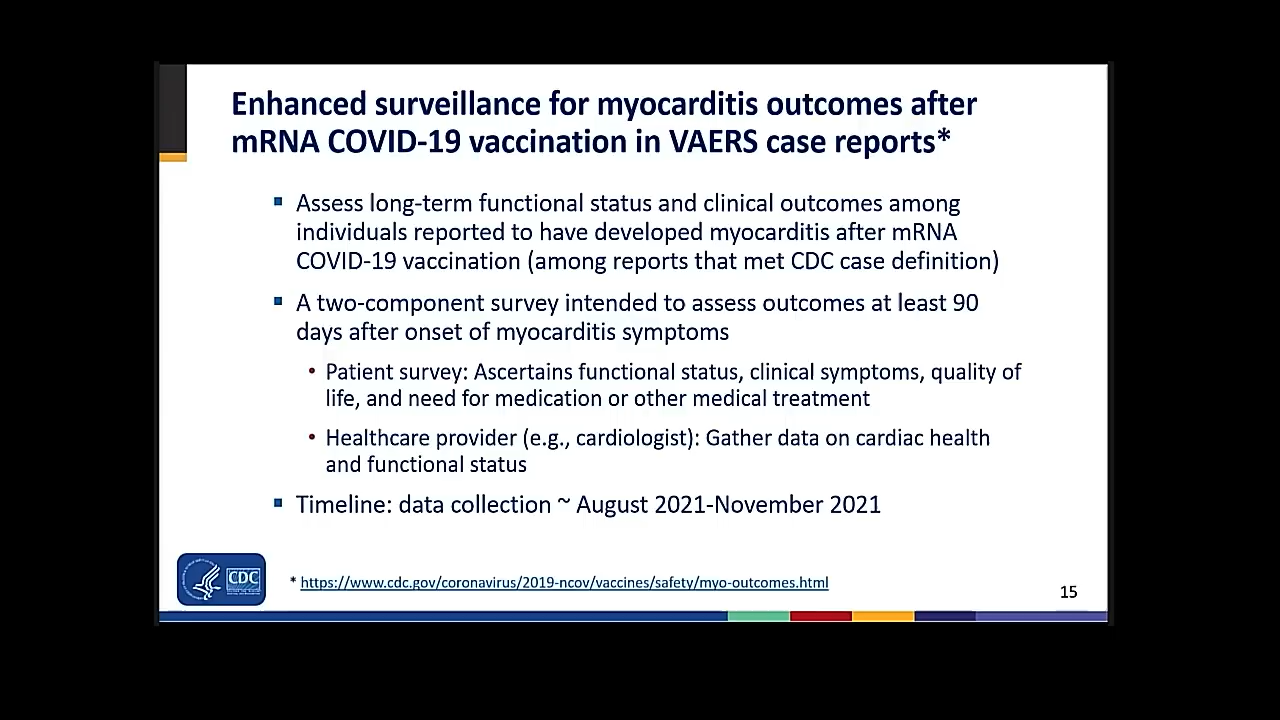 Enhanced surveillance for myocarditis outcomes after
mRNA COVID-19 vaccination in VAERS case reports*
▪ Assess long-term functional status and clinical outcomes among
individuals reported to have developed myocarditis after mRNA
COVID-19 vaccination (among reports that met CDC case definition)
▪ A two-component survey intended to assess outcomes at least 90
days after onset of myocarditis symptoms
• Patient survey: Ascertains functional status, clinical symptoms, quality of
life, and need for medication or other medical treatment
• Healthcare provider (e.g., cardiologist): Gather data on cardiac health
and functional status
▪ Timeline: data collection ~ August 2021-November 2021
CDC
* https://www.cdc.gov/coronavirus/2019-ncov/vaccines/safety/myo-outcomes.html
15